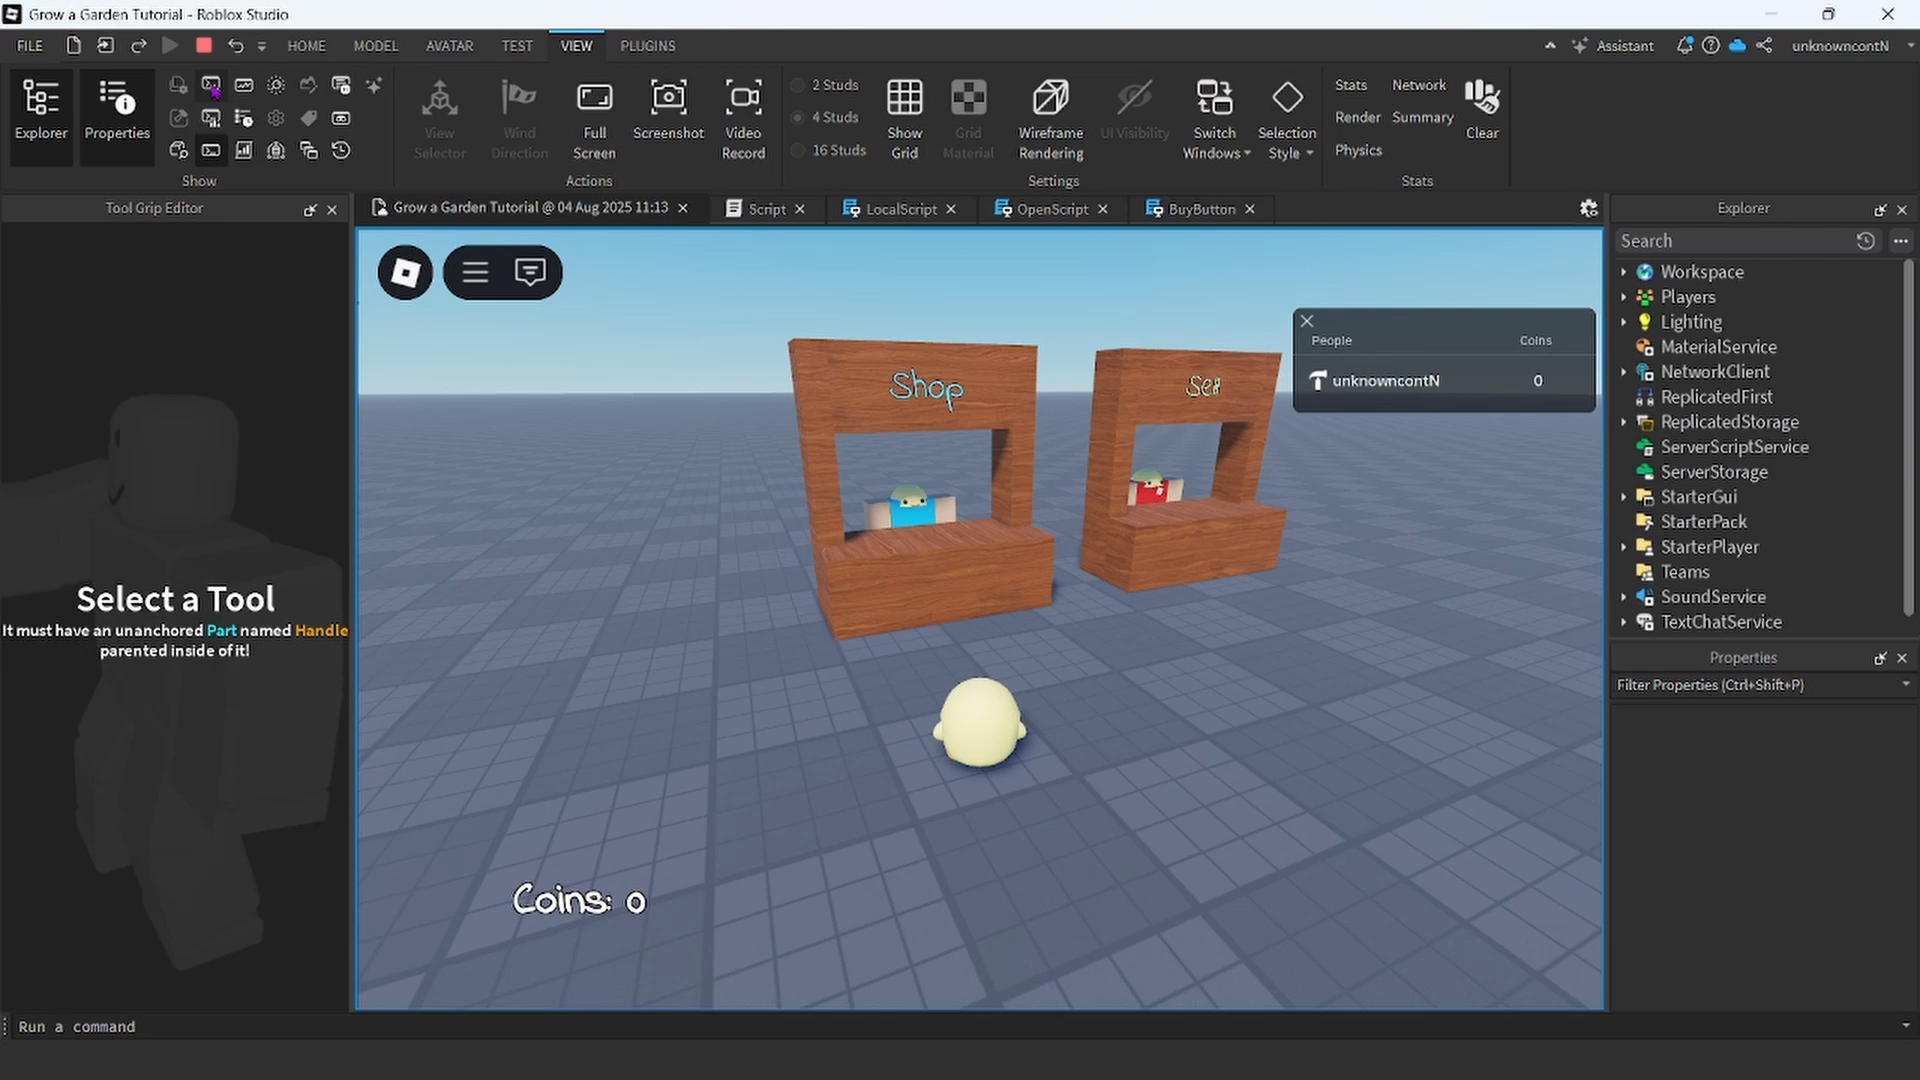 Grow a Garden Tutorial - Roblox Studio
FILE HOME MODEL AVATAR TEST VIEW PLUGINS Assistant unknowncontN
Explorer
Properties
Show
View Selector
Wind Direction
Full Screen
Screenshot
Video Record
Actions
2 Studs
4 Studs
16 Studs
Show Grid
Grid Material
Wireframe Rendering
UI Visibility
Switch Windows
Selection Style
Settings
Stats Network
Render Summary
Physics
Clear
Stats
Tool Grip Editor
Grow a Garden Tutorial @ 04 Aug 2025 11:13
Script
LocalScript
OpenScript
BuyButton
Select a Tool
It must have an unanchored Part named Handle
parented inside of it!
Shop
People Coins
unknowncontN 0
Coins: 0
Explorer
Search
Workspace
Players
Lighting
MaterialService
NetworkClient
ReplicatedFirst
ReplicatedStorage
ServerScriptService
ServerStorage
StarterGui
StarterPack
StarterPlayer
Teams
SoundService
TextChatService
Properties
Filter Properties (Ctrl+Shift+P)
Run a command